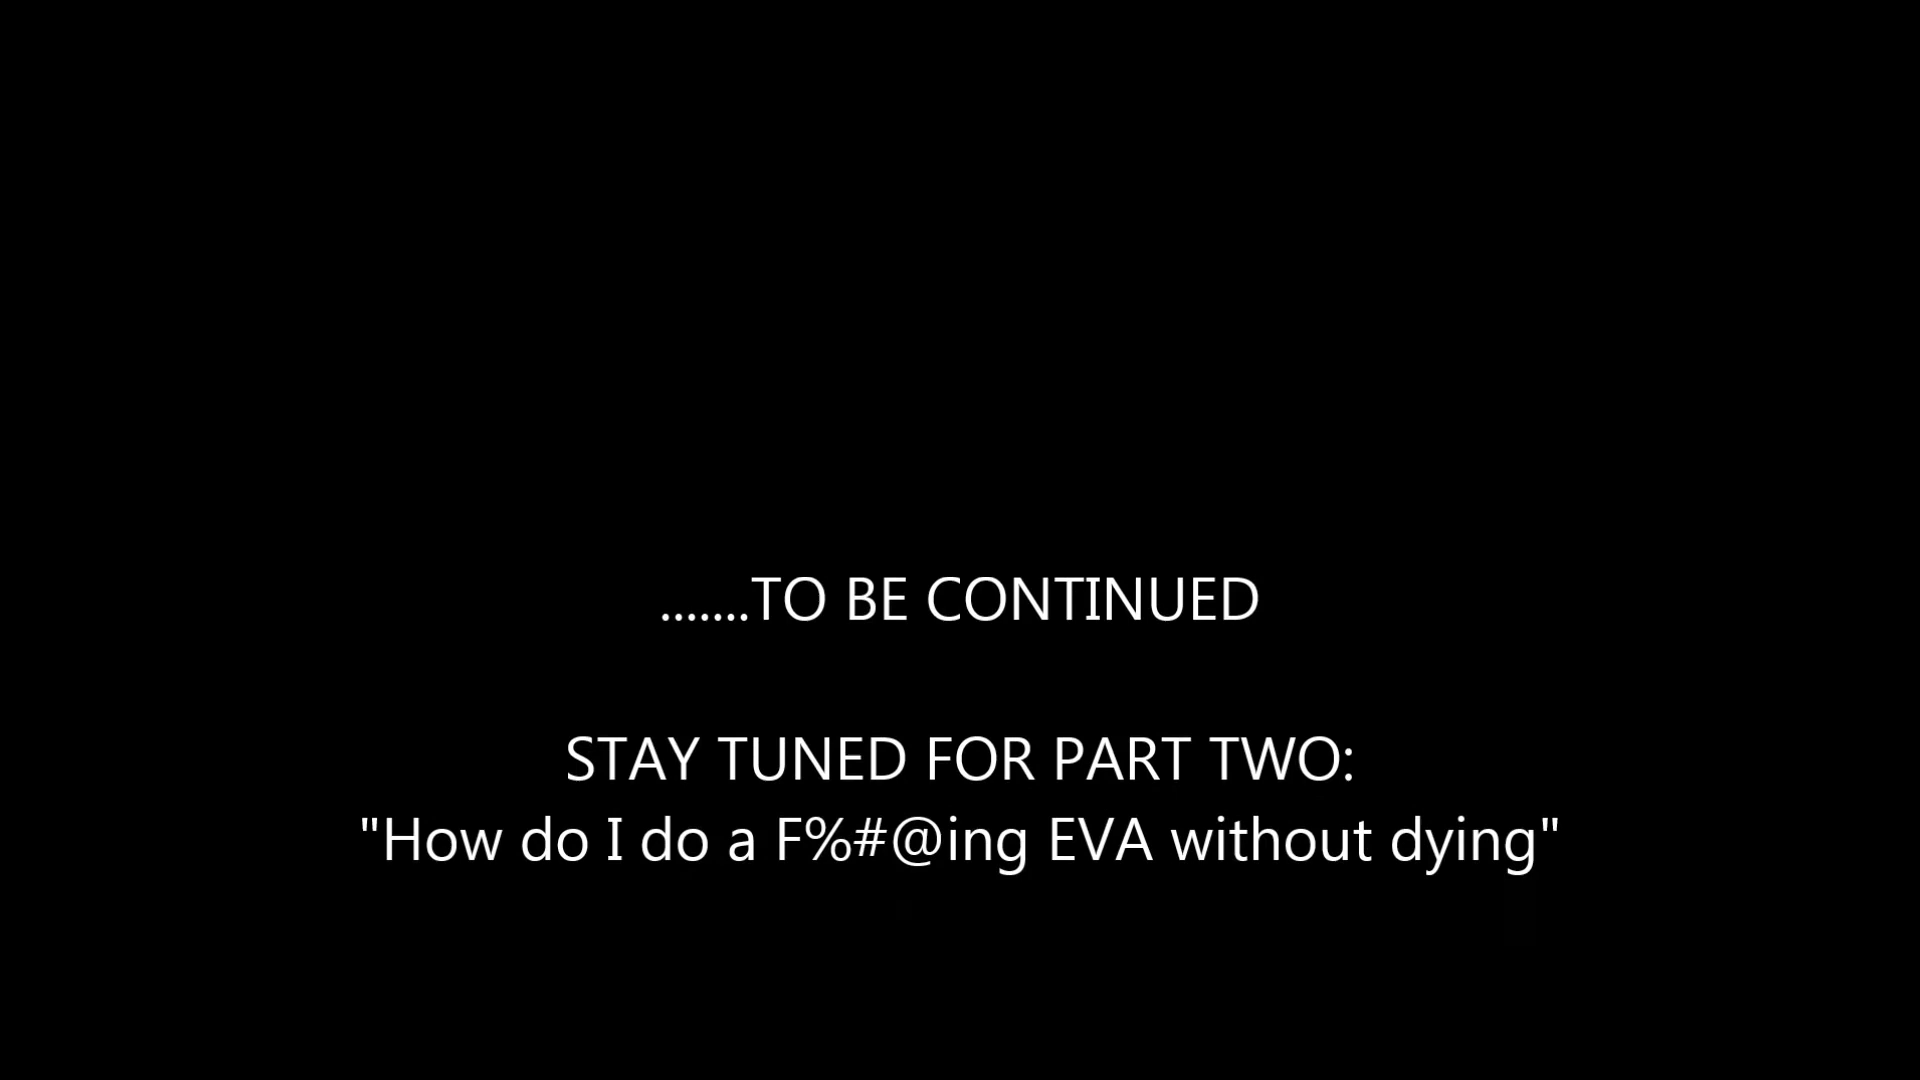 .......TO BE CONTINUED
STAY TUNED FOR PART TWO:
"How do I do a F%#@ing EVA without dying"